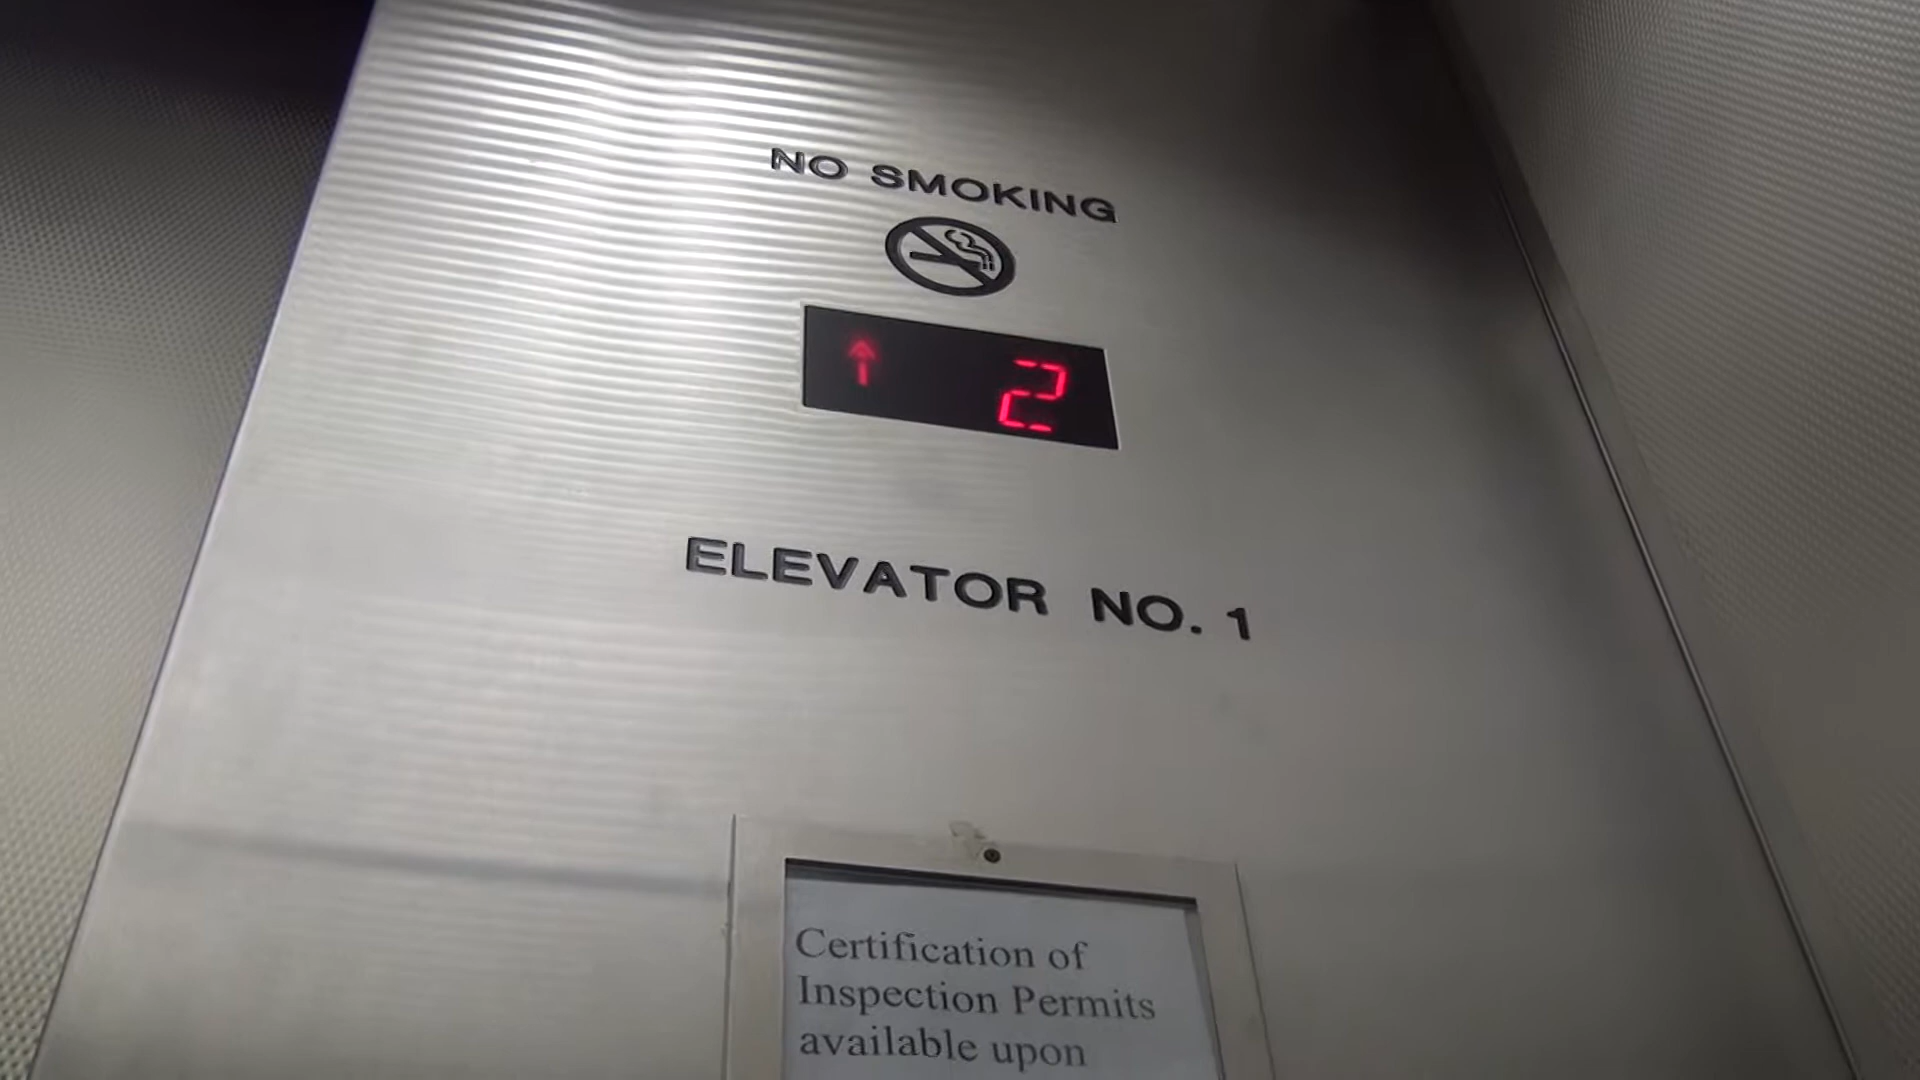 NO SMOKING
↑ 2
ELEVATOR NO. 1
Certification of
Inspection Permits
available upon